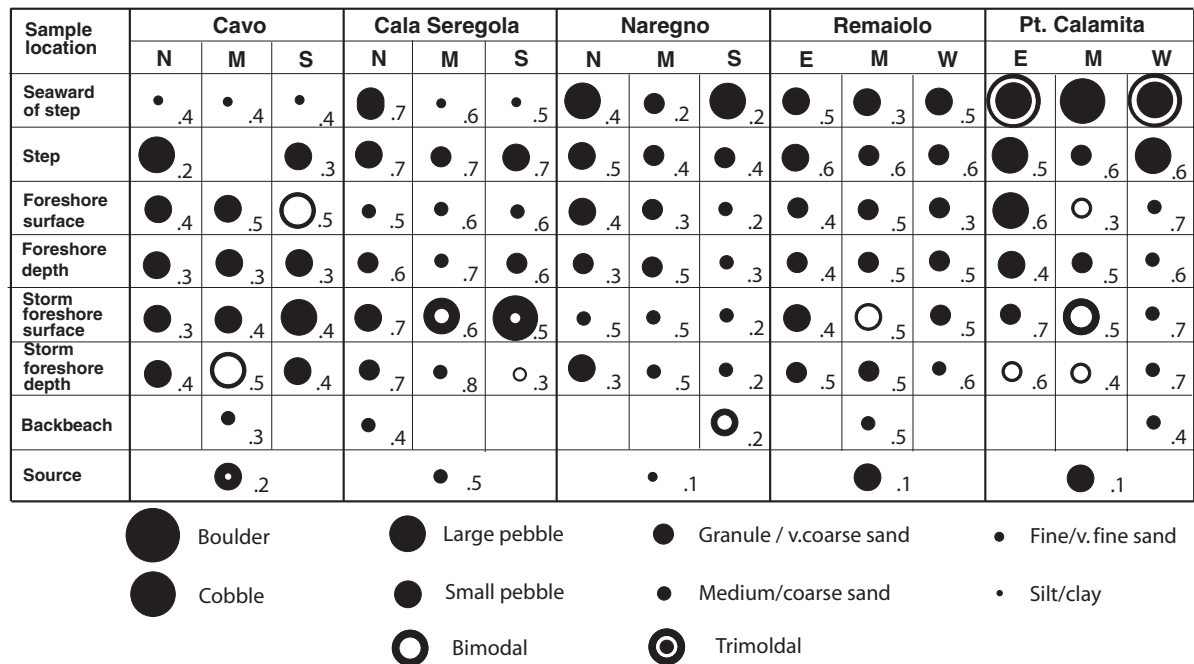 Sample location Cavo Cala Seregola Naregno Remaiolo Pt. Calamita
N M S N M S N M S E M W E M W
Seaward of step .4 .4 .4 .7 .6 .5 .4 .2 .2 .5 .3 .5
Step .2 .3 .7 .7 .7 .5 .4 .4 .6 .6 .6 .5 .6 .6
Foreshore surface .4 .5 .5 .5 .6 .6 .4 .3 .2 .4 .5 .3 .6 .3 .7
Foreshore depth .3 .3 .3 .6 .7 .6 .3 .5 .3 .4 .5 .5 .4 .5 .6
Storm foreshore surface .3 .4 .4 .7 .6 .5 .5 .5 .2 .4 .5 .5 .7 .5 .7
Storm foreshore depth .4 .5 .4 .7 .8 .3 .3 .5 .2 .5 .5 .6 .6 .4 .7
Backbeach .3 .4 .2 .5 .4
Source .2 .5 .1 .1 .1
Boulder Large pebble Granule / v.coarse sand Fine/v. fine sand
Cobble Small pebble Medium/coarse sand Silt/clay
Bimodal Trimoldal